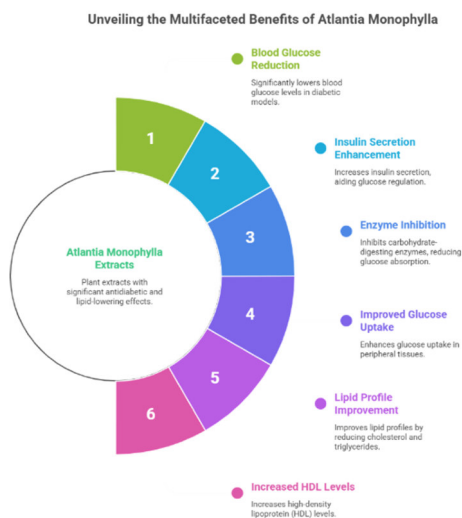 Unveiling the Multifaceted Benefits of Atlantia Monophylla
Blood Glucose
Reduction
Significantly lowers blood
glucose levels in diabetic
models.
1
Insulin Secretion
Enhancement
Increases insulin secretion,
aiding glucose regulation.
2
Enzyme Inhibition
Inhibits carbohydrate-
digesting enzymes, reducing
glucose absorption.
3
Atlantia Monophylla
Extracts
Plant extracts with
significant antidiabetic and
lipid-lowering effects.
Improved Glucose
Uptake
Enhances glucose uptake in
peripheral tissues.
4
Lipid Profile
Improvement
Improves lipid profiles by
reducing cholesterol and
triglycerides.
5
6
Increased HDL Levels
Increases high-density
lipoprotein (HDL) levels.